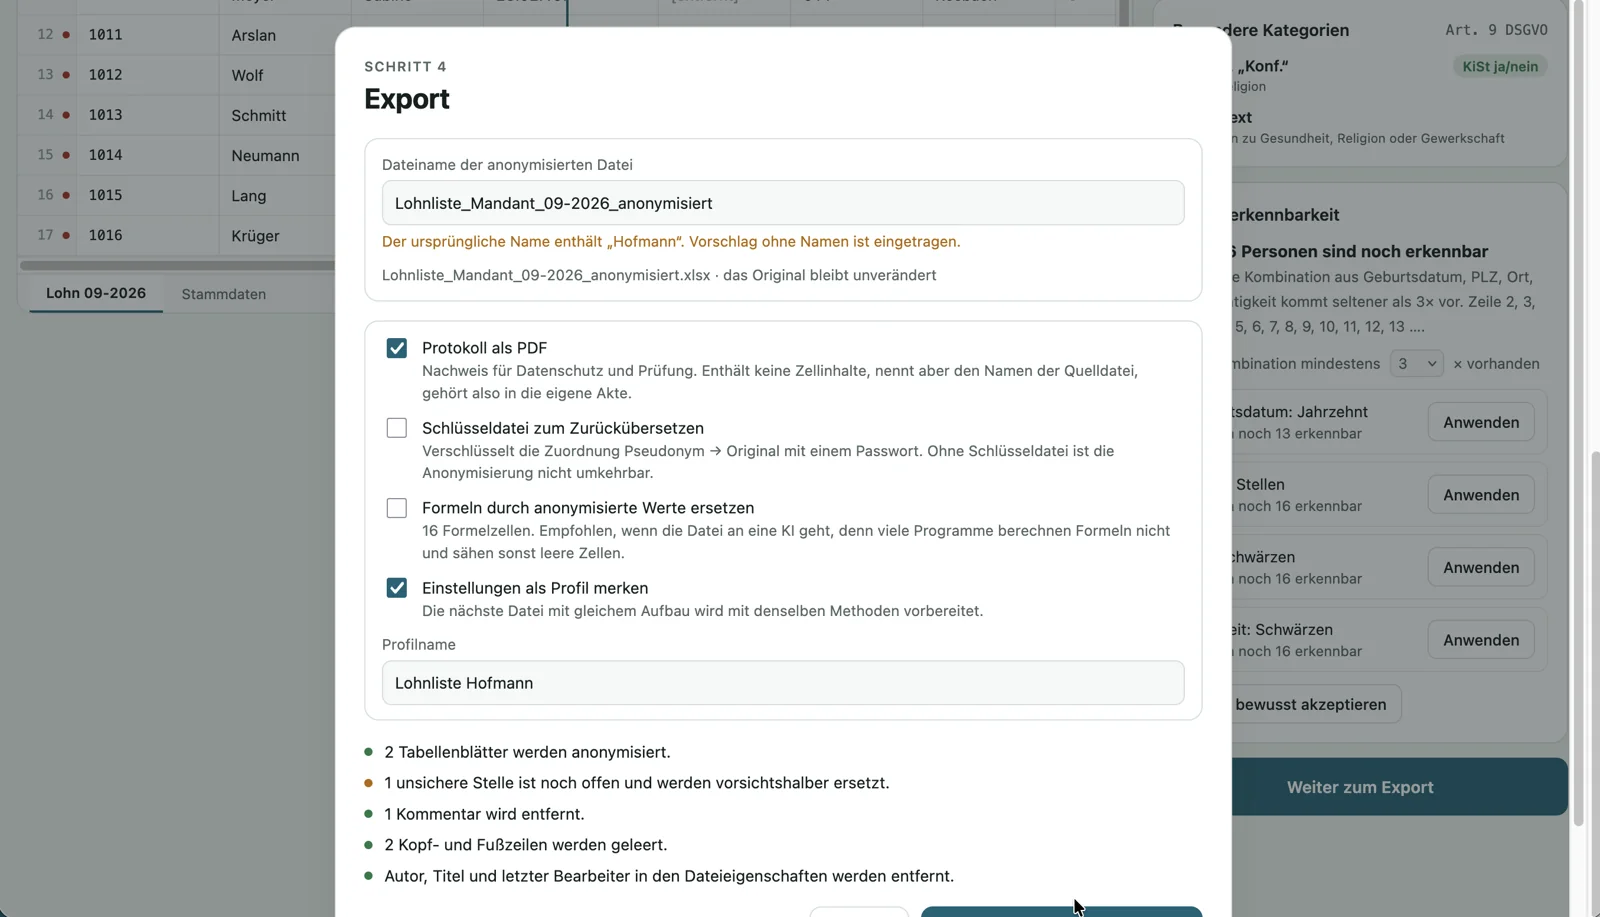 12 1011 Arslan
13 1012 Wolf
14 1013 Schmitt
15 1014 Neumann
16 1015 Lang
17 1016 Krüger
Lohn 09-2026 Stammdaten
SCHRITT 4
Export
Dateiname der anonymisierten Datei
Lohnliste_Mandant_09-2026_anonymisiert
Der ursprüngliche Name enthält „Hofmann“. Vorschlag ohne Namen ist eingetragen.
Lohnliste_Mandant_09-2026_anonymisiert.xlsx · das Original bleibt unverändert
Protokoll als PDF
Nachweis für Datenschutz und Prüfung. Enthält keine Zellinhalte, nennt aber den Namen der Quelldatei,
gehört also in die eigene Akte.
Schlüsseldatei zum Zurückübersetzen
Verschlüsselt die Zuordnung Pseudonym → Original mit einem Passwort. Ohne Schlüsseldatei ist die
Anonymisierung nicht umkehrbar.
Formeln durch anonymisierte Werte ersetzen
16 Formelzellen. Empfohlen, wenn die Datei an eine KI geht, denn viele Programme berechnen Formeln nicht
und sähen sonst leere Zellen.
Einstellungen als Profil merken
Die nächste Datei mit gleichem Aufbau wird mit denselben Methoden vorbereitet.
Profilname
Lohnliste Hofmann
2 Tabellenblätter werden anonymisiert.
1 unsichere Stelle ist noch offen und werden vorsichtshalber ersetzt.
1 Kommentar wird entfernt.
2 Kopf- und Fußzeilen werden geleert.
Autor, Titel und letzter Bearbeiter in den Dateieigenschaften werden entfernt.
dere Kategorien Art. 9 DSGVO
„Konf.“ KiSt ja/nein
ligion
ext
n zu Gesundheit, Religion oder Gewerkschaft
erkennbarkeit
6 Personen sind noch erkennbar
e Kombination aus Geburtsdatum, PLZ, Ort,
tigkeit kommt seltener als 3× vor. Zeile 2, 3,
5, 6, 7, 8, 9, 10, 11, 12, 13 ....
mbination mindestens 3 × vorhanden
tsdatum: Jahrzehnt
noch 13 erkennbar
Anwenden
Stellen
noch 16 erkennbar
Anwenden
chwärzen
noch 16 erkennbar
Anwenden
eit: Schwärzen
noch 16 erkennbar
Anwenden
bewusst akzeptieren
Weiter zum Export